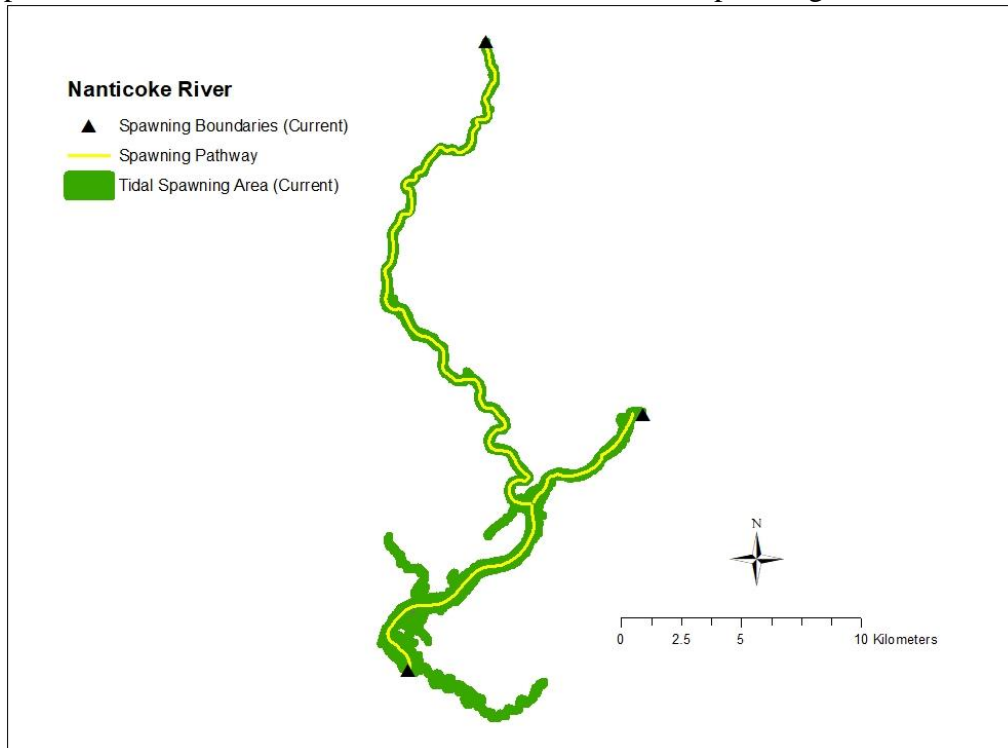 Nanticoke River
Spawning Boundaries (Current)
Spawning Pathway
Tidal Spawning Area (Current)
N
0 2.5 5 10 Kilometers